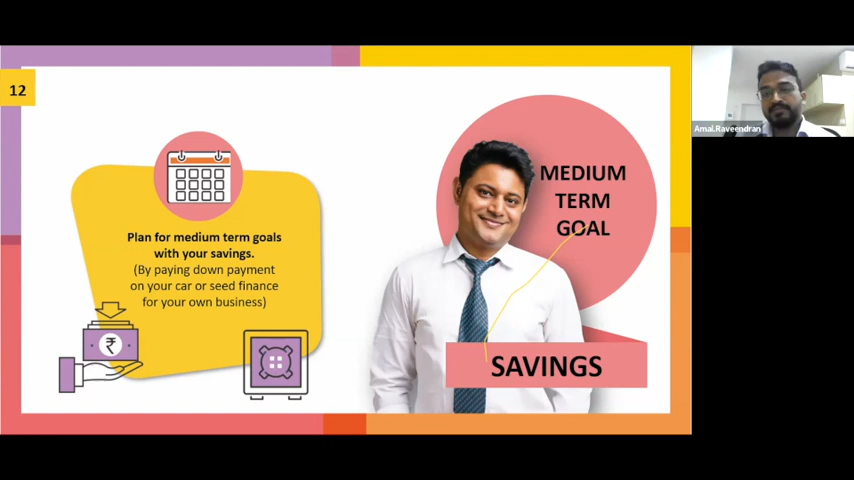 12
Plan for medium term goals
with your savings.
(By paying down payment
on your car or seed finance
for your own business)
₹
MEDIUM
TERM
GOAL
SAVINGS
Amal.Raveendran